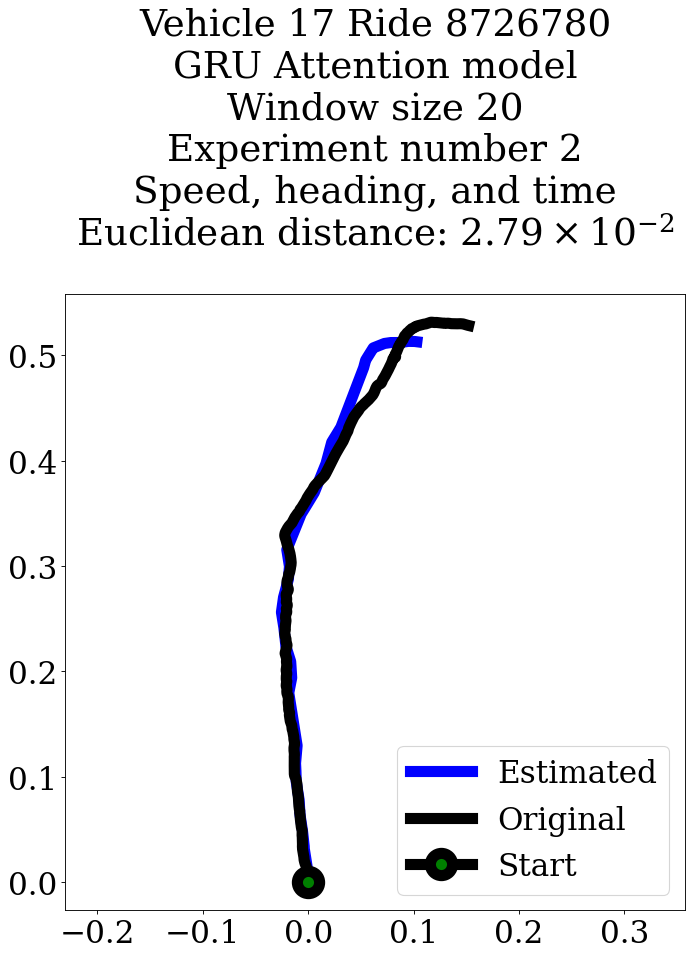 Vehicle 17 Ride 8726780
GRU Attention model
Window size 20
Experiment number 2
Speed, heading, and time
Euclidean distance: 2.79 × 10⁻²
0.5
0.4
0.3
0.2
0.1
0.0
Estimated
Original
Start
−0.2 −0.1 0.0 0.1 0.2 0.3